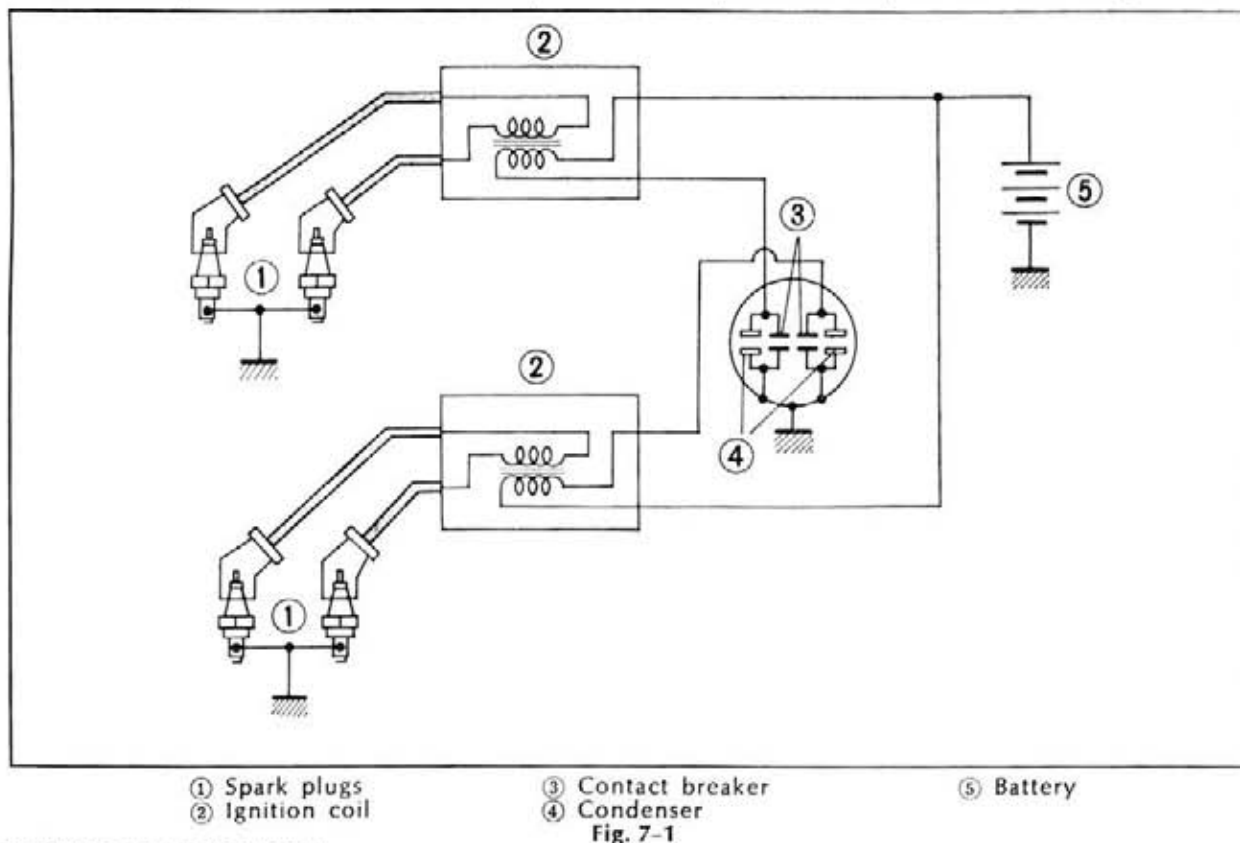 ②
①
③
⑤
②
④
①
① Spark plugs
③ Contact breaker
⑤ Battery
② Ignition coil
④ Condenser
Fig. 7-1